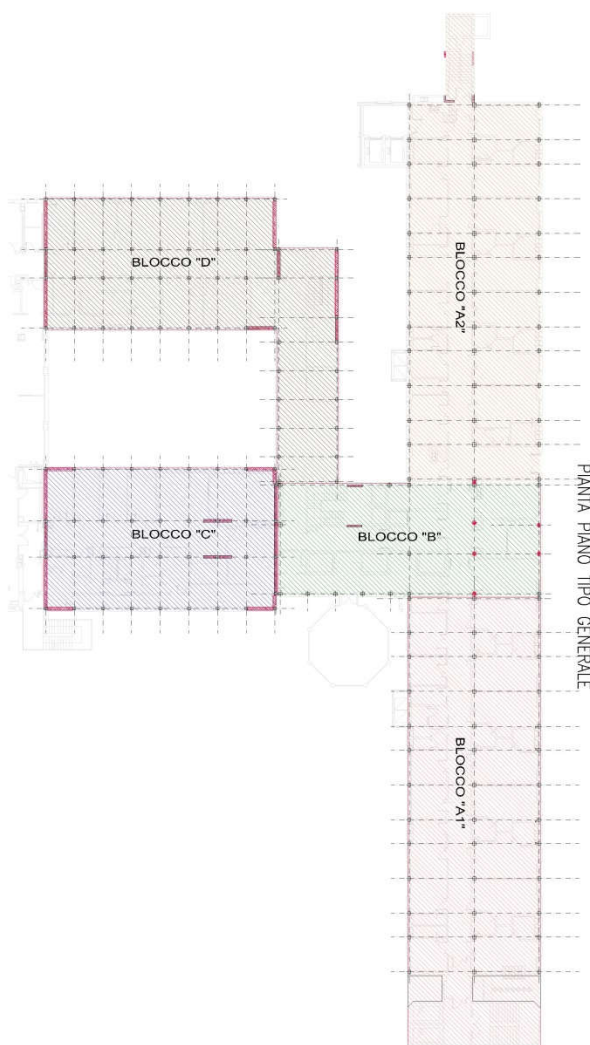 BLOCCO "A2"
BLOCCO "D"
PIANTA PIANO TIPO GENERALE
BLOCCO "C"
BLOCCO "B"
BLOCCO "A1"